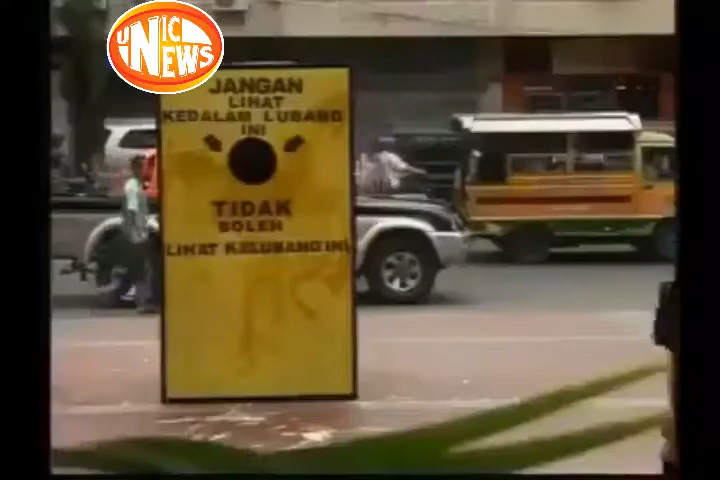 UNIC
NEWS
JANGAN
LIHAT
KEDALAM LUBANG
INI
TIDAK
BOLEH
LIHAT KELUBANG INI